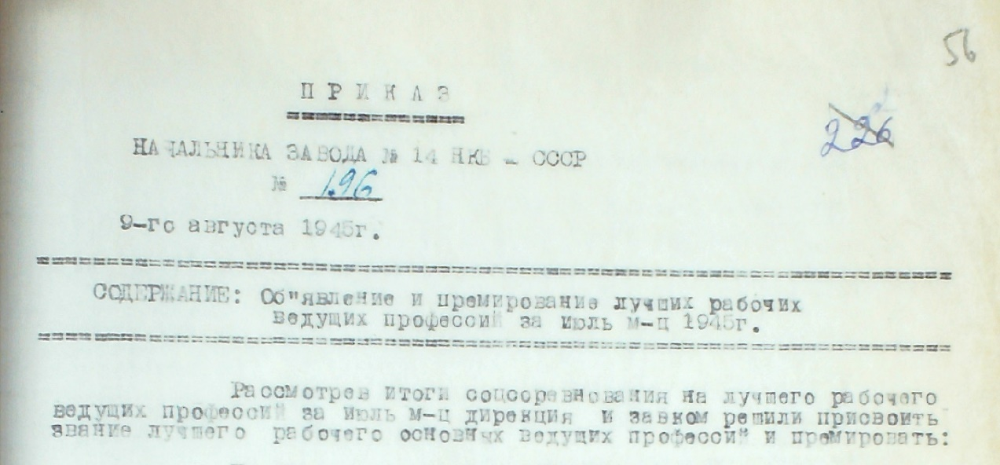 56
П Р И К А З
226
НАЧАЛЬНИКА ЗАВОДА № 14 НКБ – СССР
№ 196
9-го августа 1945г.
СОДЕРЖАНИЕ: Об"явление и премирование лучших рабочих
ведущих профессий за июль м-ц 1945г.
Рассмотрев итоги соцсоревнования на лучшего рабочего
ведущих профессий за июль м-ц дирекция и завком решили присвоить
звание лучшего рабочего основных ведущих профессий и премировать: